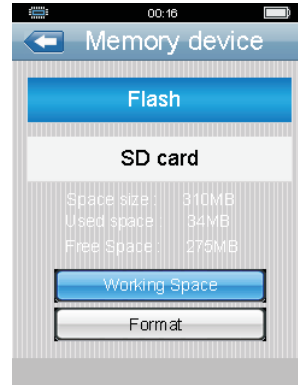 00:16
Memory device
Flash
SD card
Space size : 310MB
Used space : 34MB
Free Space : 275MB
Working Space
Format